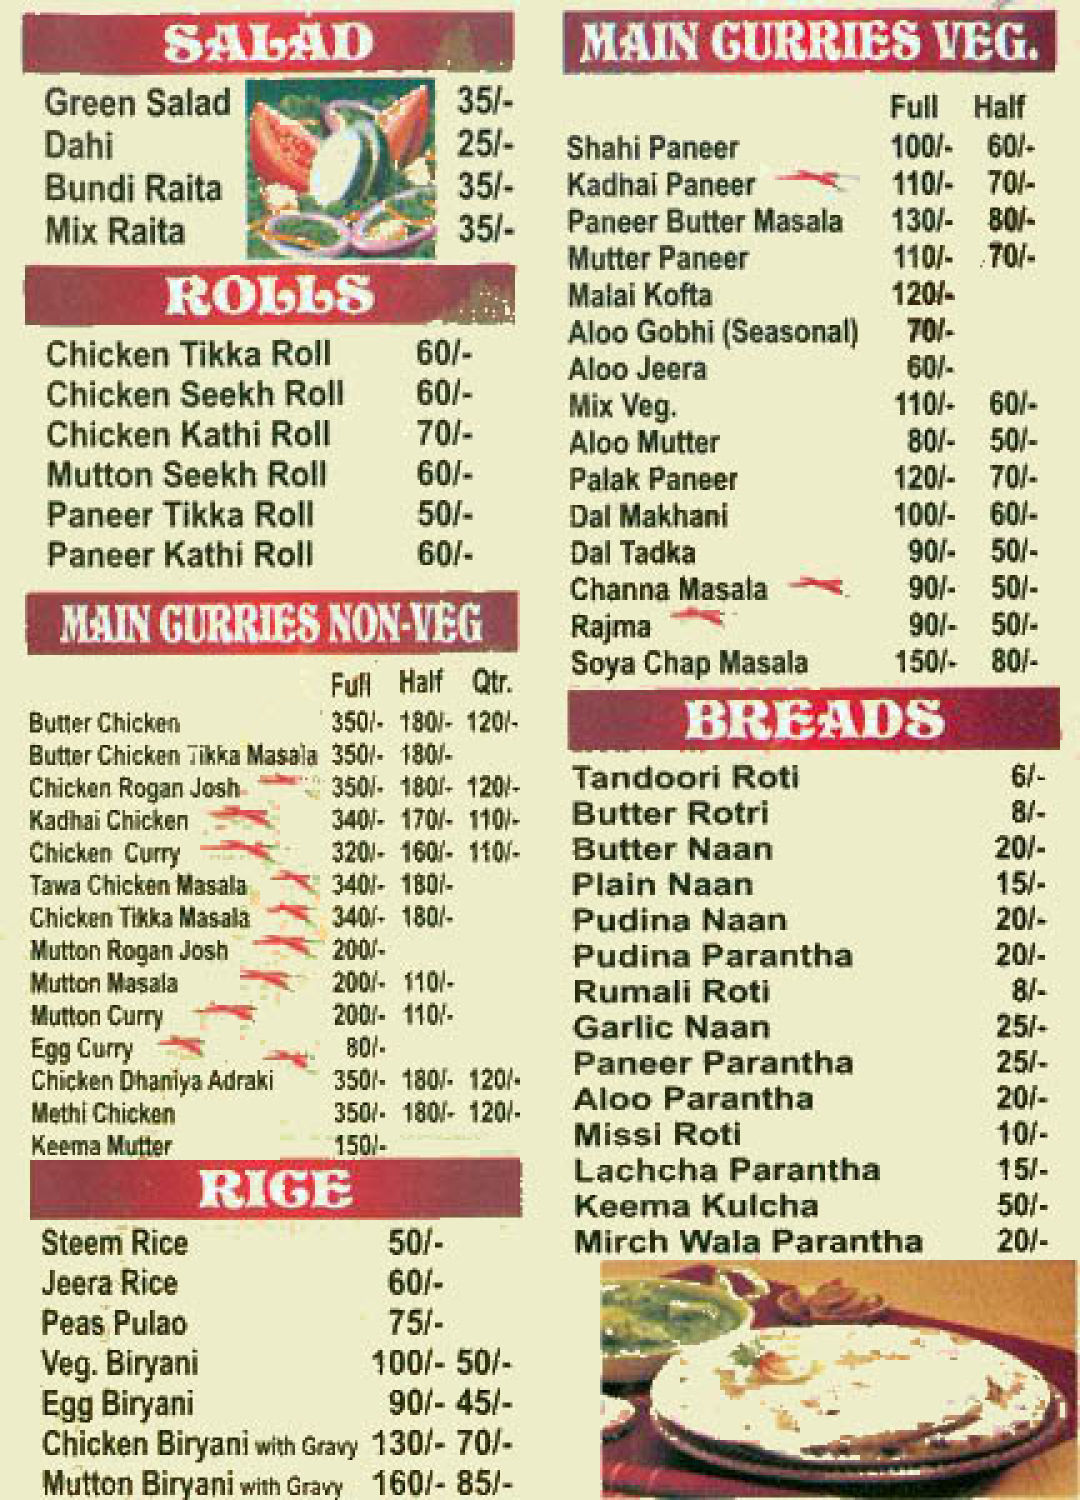 SALAD
Green Salad 35/-
Dahi 25/-
Bundi Raita 35/-
Mix Raita 35/-
ROLLS
Chicken Tikka Roll 60/-
Chicken Seekh Roll 60/-
Chicken Kathi Roll 70/-
Mutton Seekh Roll 60/-
Paneer Tikka Roll 50/-
Paneer Kathi Roll 60/-
MAIN CURRIES NON-VEG
Full Half Qtr.
Butter Chicken 350/- 180/- 120/-
Butter Chicken Tikka Masala 350/- 180/-
Chicken Rogan Josh 350/- 180/- 120/-
Kadhai Chicken 340/- 170/- 110/-
Chicken Curry 320/- 160/- 110/-
Tawa Chicken Masala 340/- 180/-
Chicken Tikka Masala 340/- 180/-
Mutton Rogan Josh 200/-
Mutton Masala 200/- 110/-
Mutton Curry 200/- 110/-
Egg Curry 80/-
Chicken Dhaniya Adraki 350/- 180/- 120/-
Methi Chicken 350/- 180/- 120/-
Keema Mutter 150/-
RICE
Steem Rice 50/-
Jeera Rice 60/-
Peas Pulao 75/-
Veg. Biryani 100/- 50/-
Egg Biryani 90/- 45/-
Chicken Biryani with Gravy 130/- 70/-
Mutton Biryani with Gravy 160/- 85/-
MAIN CURRIES VEG.
Full Half
Shahi Paneer 100/- 60/-
Kadhai Paneer 110/- 70/-
Paneer Butter Masala 130/- 80/-
Mutter Paneer 110/- 70/-
Malai Kofta 120/-
Aloo Gobhi (Seasonal) 70/-
Aloo Jeera 60/-
Mix Veg. 110/- 60/-
Aloo Mutter 80/- 50/-
Palak Paneer 120/- 70/-
Dal Makhani 100/- 60/-
Dal Tadka 90/- 50/-
Channa Masala 90/- 50/-
Rajma 90/- 50/-
Soya Chap Masala 150/- 80/-
BREADS
Tandoori Roti 6/-
Butter Rotri 8/-
Butter Naan 20/-
Plain Naan 15/-
Pudina Naan 20/-
Pudina Parantha 20/-
Rumali Roti 8/-
Garlic Naan 25/-
Paneer Parantha 25/-
Aloo Parantha 20/-
Missi Roti 10/-
Lachcha Parantha 15/-
Keema Kulcha 50/-
Mirch Wala Parantha 20/-